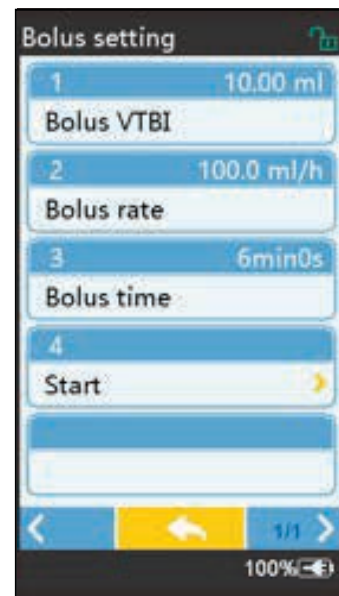 Bolus setting
1 10.00 ml
Bolus VTBI
2 100.0 ml/h
Bolus rate
3 6min0s
Bolus time
4
Start
1/1
100%